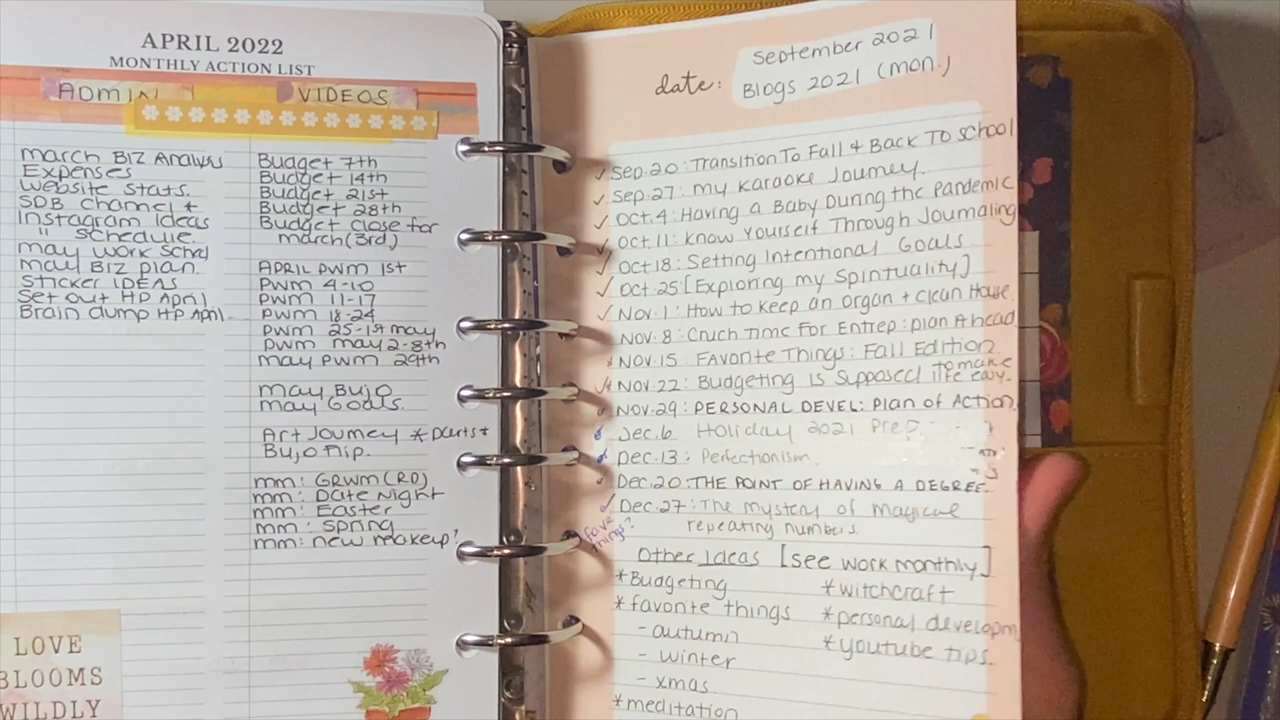 APRIL 2022
MONTHLY ACTION LIST
ADMIN
VIDEOS
march BIZ Analysis
Expenses
website stats.
SDB channel +
Instagram Ideas
" schedule
may work sched
may BIZ plan.
Sticker IDEAS
Set out HP April
Brain dump HP April
Budget 7th
Budget 14th
Budget 21st
Budget 28th
Budget close for
march (3rd)
APRIL PWM 1st
PWM 4-10
PWM 11-17
PWM 18-24
PWM 25-1st may
PWM may 2-8th
may PWM 29th
may BUJO
may Goals.
Art Journey * parts +
Bujo flip.
mm: GRWM (RD)
mm: Date Night
mm: Easter
mm: spring
mm: new makeup?
LOVE
BLOOMS
WILDLY
date: September 2021
Blogs 2021 (mon.)
✓ Sep. 20: Transition To Fall + Back To School
✓ Sep. 27: my Karaoke Journey.
✓ Oct. 4: Having a Baby During the Pandemic
✓ Oct. 11: Know Yourself Through Journaling
✓ Oct 18: Setting Intentional Goals
✓ Oct. 25 [Exploring my Spirituality]
✓ Nov. 1: How to keep an organ + clean House.
Nov. 8: Cruch Time For Entrep: plan Ahead
Nov. 15: Favorite Things: Fall Edition
Nov. 22: Budgeting is supposed to make life easy.
Nov. 29: PERSONAL DEVEL: Plan of Action.
Dec. 6 Holiday 2021 Prep
Dec. 13: Perfectionism.
Dec. 20: THE POINT OF HAVING A DEGREE
✓ Dec. 27: The mystery of magical
repeating numbers.
fave things?
Other Ideas [see work monthly]
* Budgeting
* favorite things
- autumn
- winter
- xmas
* meditation
* witchcraft
* personal developm
* youtube tips.